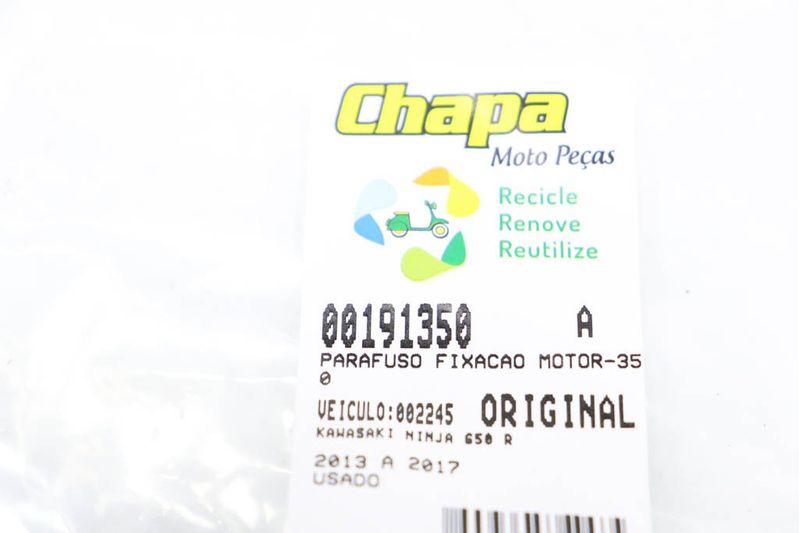 Chapa
Moto Peças
Recicle
Renove
Reutilize
00191350 A
PARAFUSO FIXACAO MOTOR-35
0
VEICULO:002245 ORIGINAL
KAWASAKI NINJA 650 R
2013 A 2017
USADO